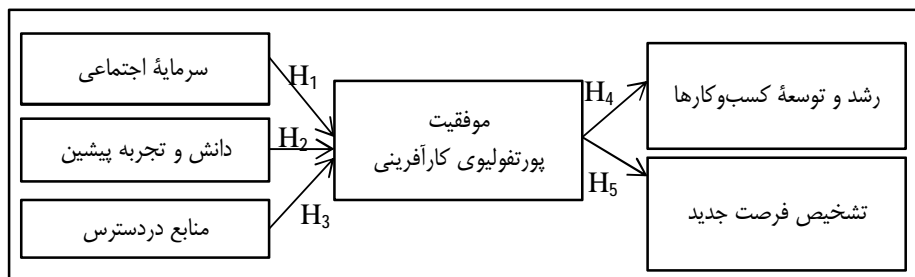 سرمایهٔ اجتماعی
دانش و تجربه پیشین
منابع دردسترس
H1
H2
H3
موفقیت
پورتفولیوی کارآفرینی
H4
H5
رشد و توسعهٔ کسب‌وکارها
تشخیص فرصت جدید